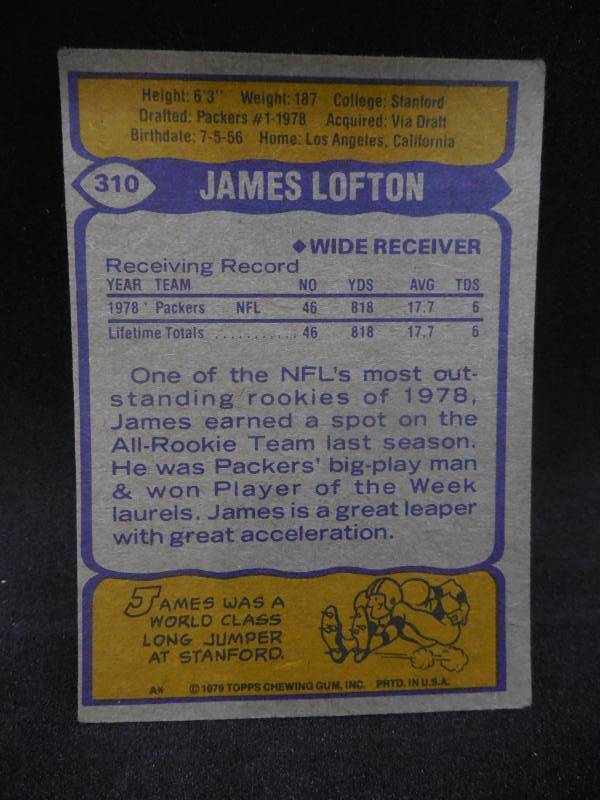 Height: 6'3" Weight: 187 College: Stanford
Drafted: Packers #1-1978 Acquired: Via Draft
Birthdate: 7-5-56 Home: Los Angeles, California
310 JAMES LOFTON
◆WIDE RECEIVER
Receiving Record
YEAR TEAM NO YDS AVG TDS
1978 Packers NFL 46 818 17.7 6
Lifetime Totals ........... 46 818 17.7 6
One of the NFL's most out-
standing rookies of 1978,
James earned a spot on the
All-Rookie Team last season.
He was Packers' big-play man
& won Player of the Week
laurels. James is a great leaper
with great acceleration.
JAMES WAS A
WORLD CLASS
LONG JUMPER
AT STANFORD.
A* © 1979 TOPPS CHEWING GUM, INC. PRTD. IN U.S.A.